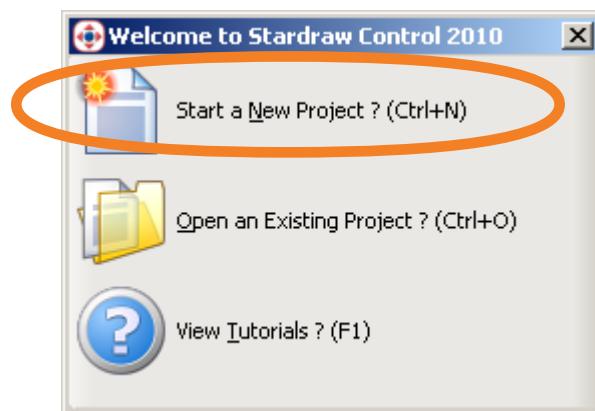 Welcome to Stardraw Control 2010
Start a New Project ? (Ctrl+N)
Open an Existing Project ? (Ctrl+O)
View Tutorials ? (F1)